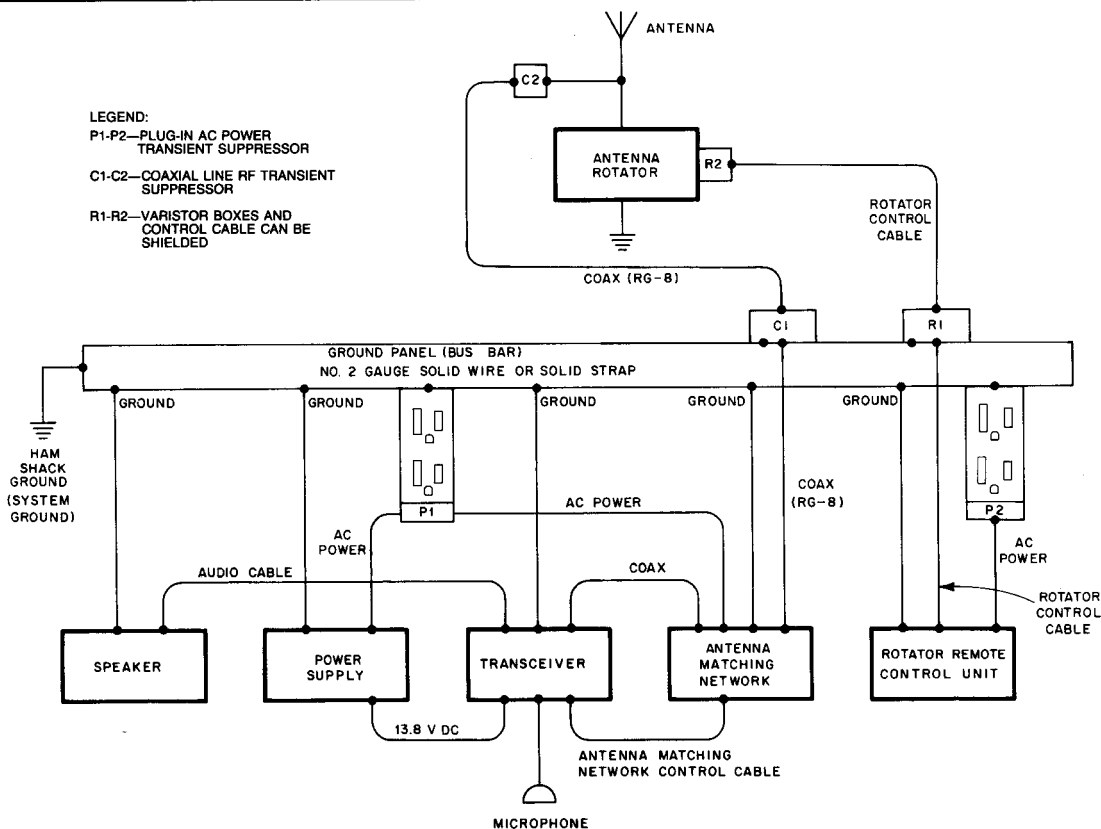 ANTENNA
C2
LEGEND:
P1-P2—PLUG-IN AC POWER
TRANSIENT SUPPRESSOR
C1-C2—COAXIAL LINE RF TRANSIENT
SUPPRESSOR
R1-R2—VARISTOR BOXES AND
CONTROL CABLE CAN BE
SHIELDED
ANTENNA
ROTATOR
R2
ROTATOR
CONTROL
CABLE
COAX (RG-8)
C1
R1
GROUND PANEL (BUS BAR)
NO. 2 GAUGE SOLID WIRE OR SOLID STRAP
GROUND
GROUND
GROUND
GROUND
GROUND
HAM
SHACK
GROUND
(SYSTEM
GROUND)
P1
AC POWER
COAX
(RG-8)
P2
AC
POWER
AC
POWER
AUDIO CABLE
COAX
ROTATOR
CONTROL
CABLE
SPEAKER
POWER
SUPPLY
TRANSCEIVER
ANTENNA
MATCHING
NETWORK
ROTATOR REMOTE
CONTROL UNIT
13.8 V DC
ANTENNA MATCHING
NETWORK CONTROL CABLE
MICROPHONE